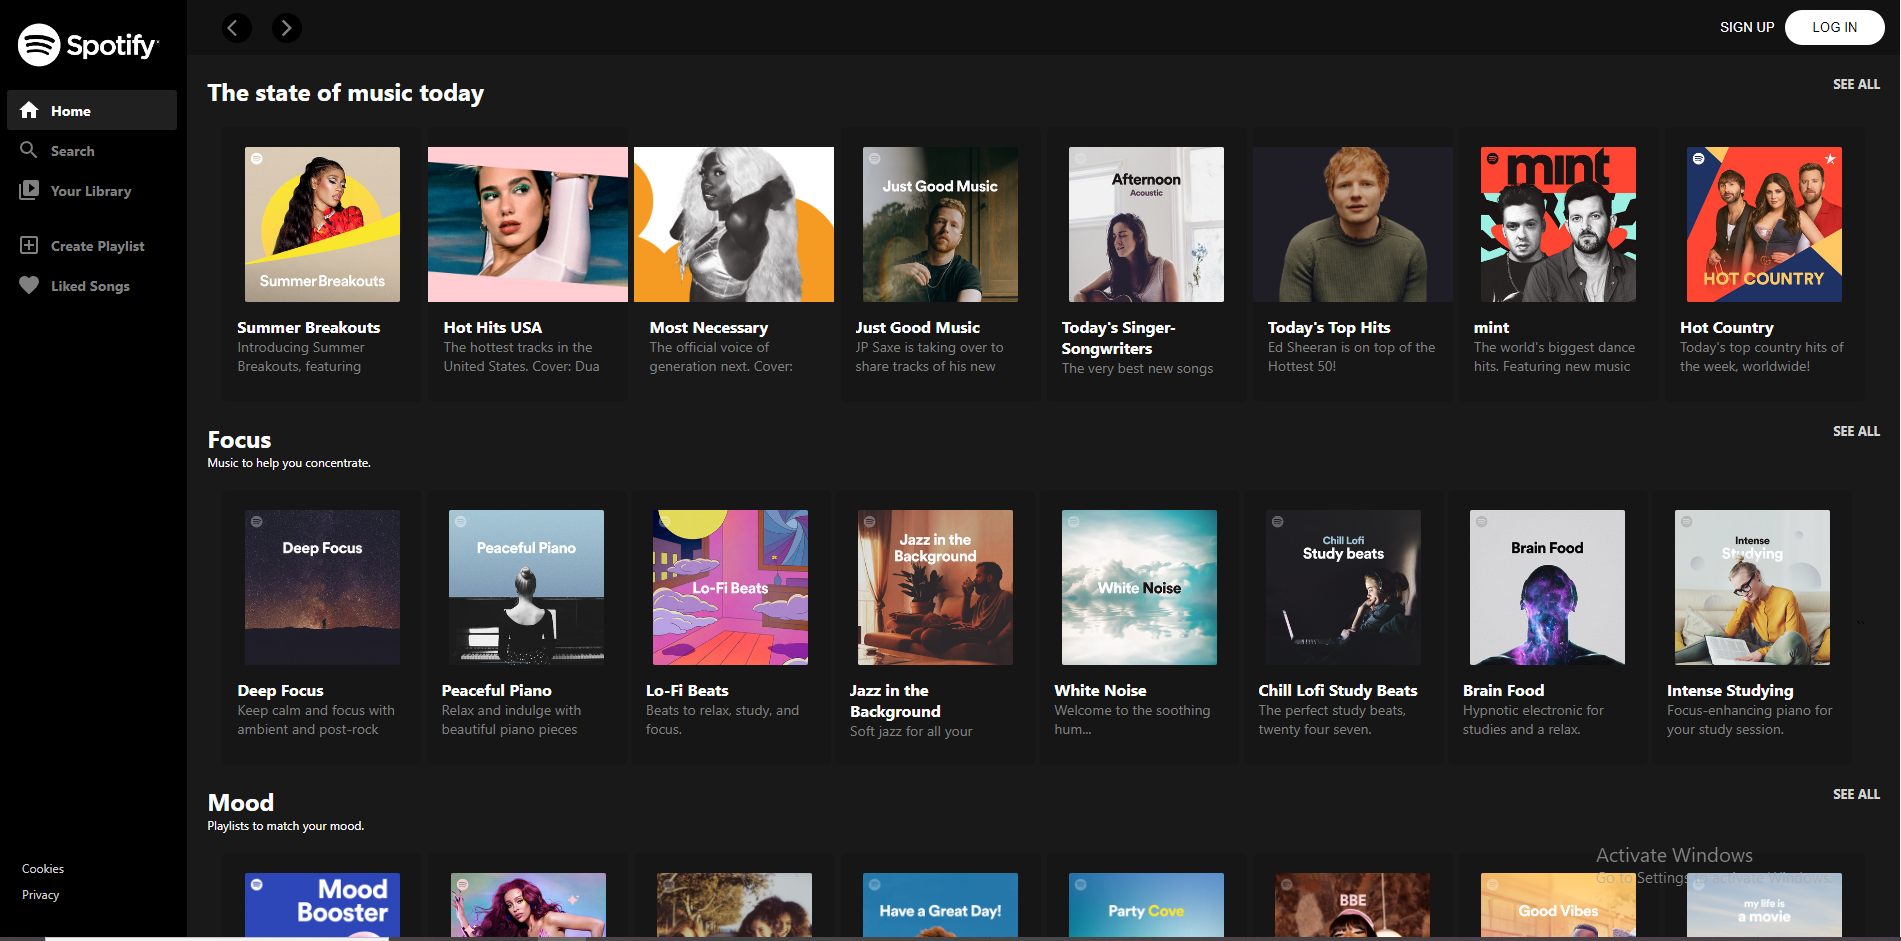 Spotify
SIGN UP
LOG IN
Home
Search
Your Library
Create Playlist
Liked Songs
Cookies
Privacy
The state of music today
SEE ALL
Summer Breakouts
Just Good Music
Afternoon
Acoustic
mint
HOT COUNTRY
Summer Breakouts
Introducing Summer
Breakouts, featuring
Hot Hits USA
The hottest tracks in the
United States. Cover: Dua
Most Necessary
The official voice of
generation next. Cover:
Just Good Music
JP Saxe is taking over to
share tracks of his new
Today's Singer-
Songwriters
The very best new songs
Today's Top Hits
Ed Sheeran is on top of the
Hottest 50!
mint
The world's biggest dance
hits. Featuring new music
Hot Country
Today's top country hits of
the week, worldwide!
Focus
Music to help you concentrate.
SEE ALL
Deep Focus
Peaceful Piano
Lo-Fi Beats
Jazz in the
Background
White Noise
Chill Lofi
Study beats
Brain Food
Intense
Studying
Deep Focus
Keep calm and focus with
ambient and post-rock
Peaceful Piano
Relax and indulge with
beautiful piano pieces
Lo-Fi Beats
Beats to relax, study, and
focus.
Jazz in the
Background
Soft jazz for all your
White Noise
Welcome to the soothing
hum...
Chill Lofi Study Beats
The perfect study beats,
twenty four seven.
Brain Food
Hypnotic electronic for
studies and a relax.
Intense Studying
Focus-enhancing piano for
your study session.
Mood
Playlists to match your mood.
SEE ALL
Mood
Booster
Have a Great Day!
Party Cove
BBE
Good Vibes
my life is
a movie
Activate Windows
Go to Settings to activate Windows.